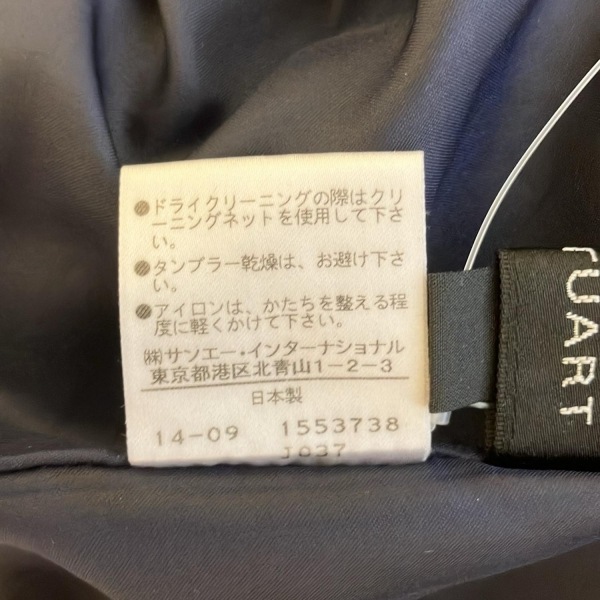 ●ドライクリーニングの際はクリ
ーニングネットを使用して下さ
い。
●タンブラー乾燥は、お避け下さ
い。
●アイロンは、かたちを整える程
度に軽くかけて下さい。
㈱サンエー・インターナショナル
東京都港区北青山1-2-3
日本製
14-09 1553738
J037
TUART